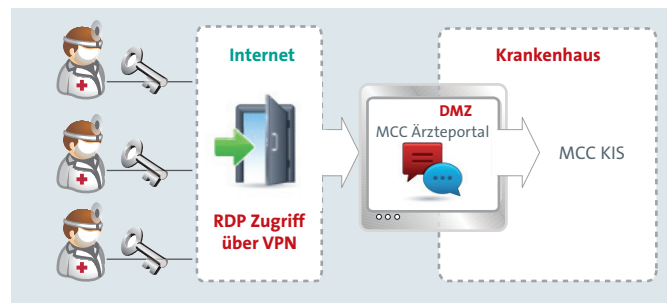 Internet
RDP Zugriff
über VPN
DMZ
MCC Ärzteportal
Krankenhaus
MCC KIS